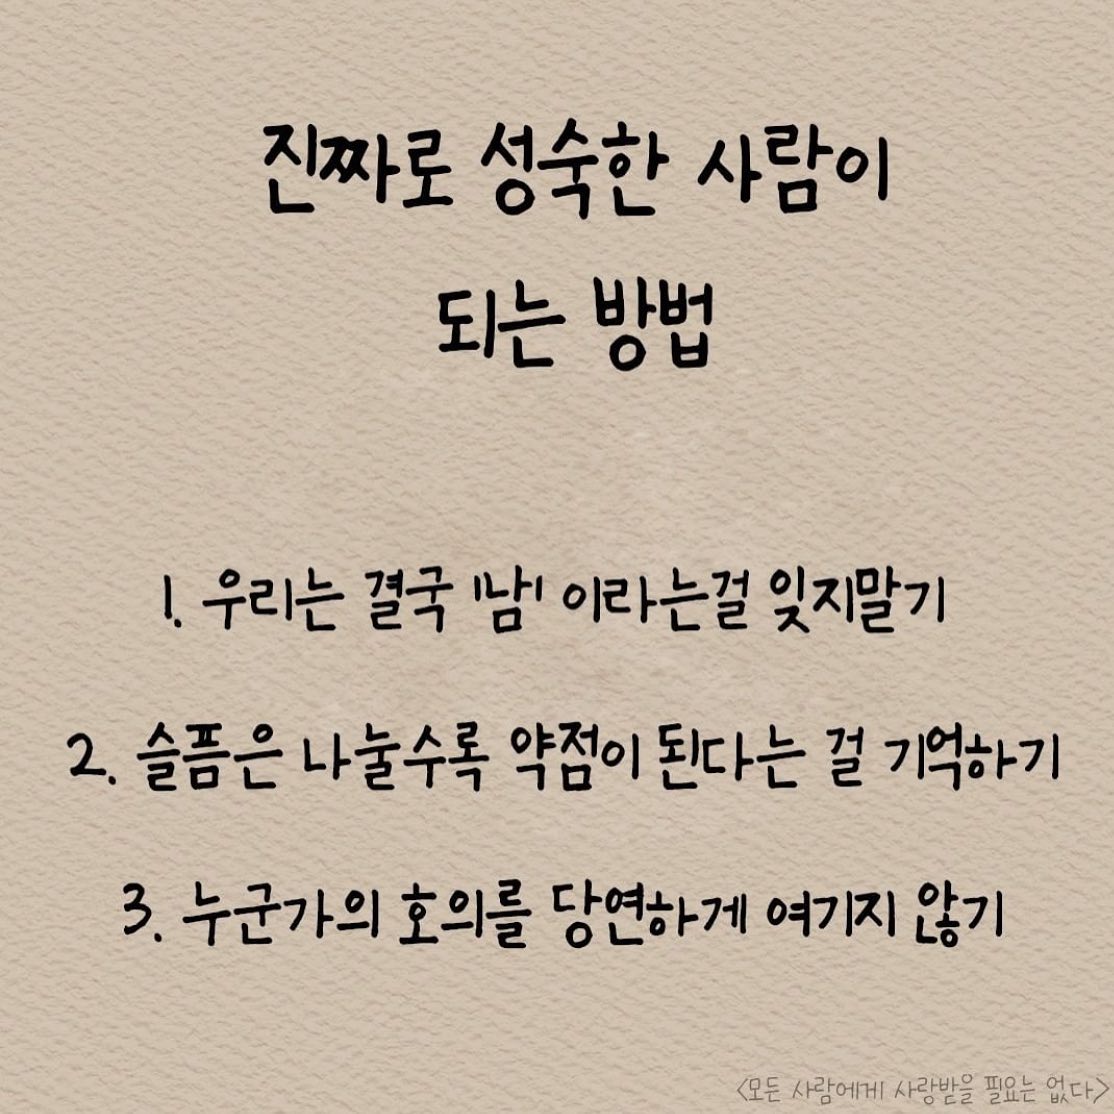 진짜로 성숙한 사람이
되는 방법
1. 우리는 결국 '남' 이라는걸 잊지말기
2. 슬픔은 나눌수록 약점이 된다는 걸 기억하기
3. 누군가의 호의를 당연하게 여기지 않기
<모든 사람에게 사랑받을 필요는 없다>